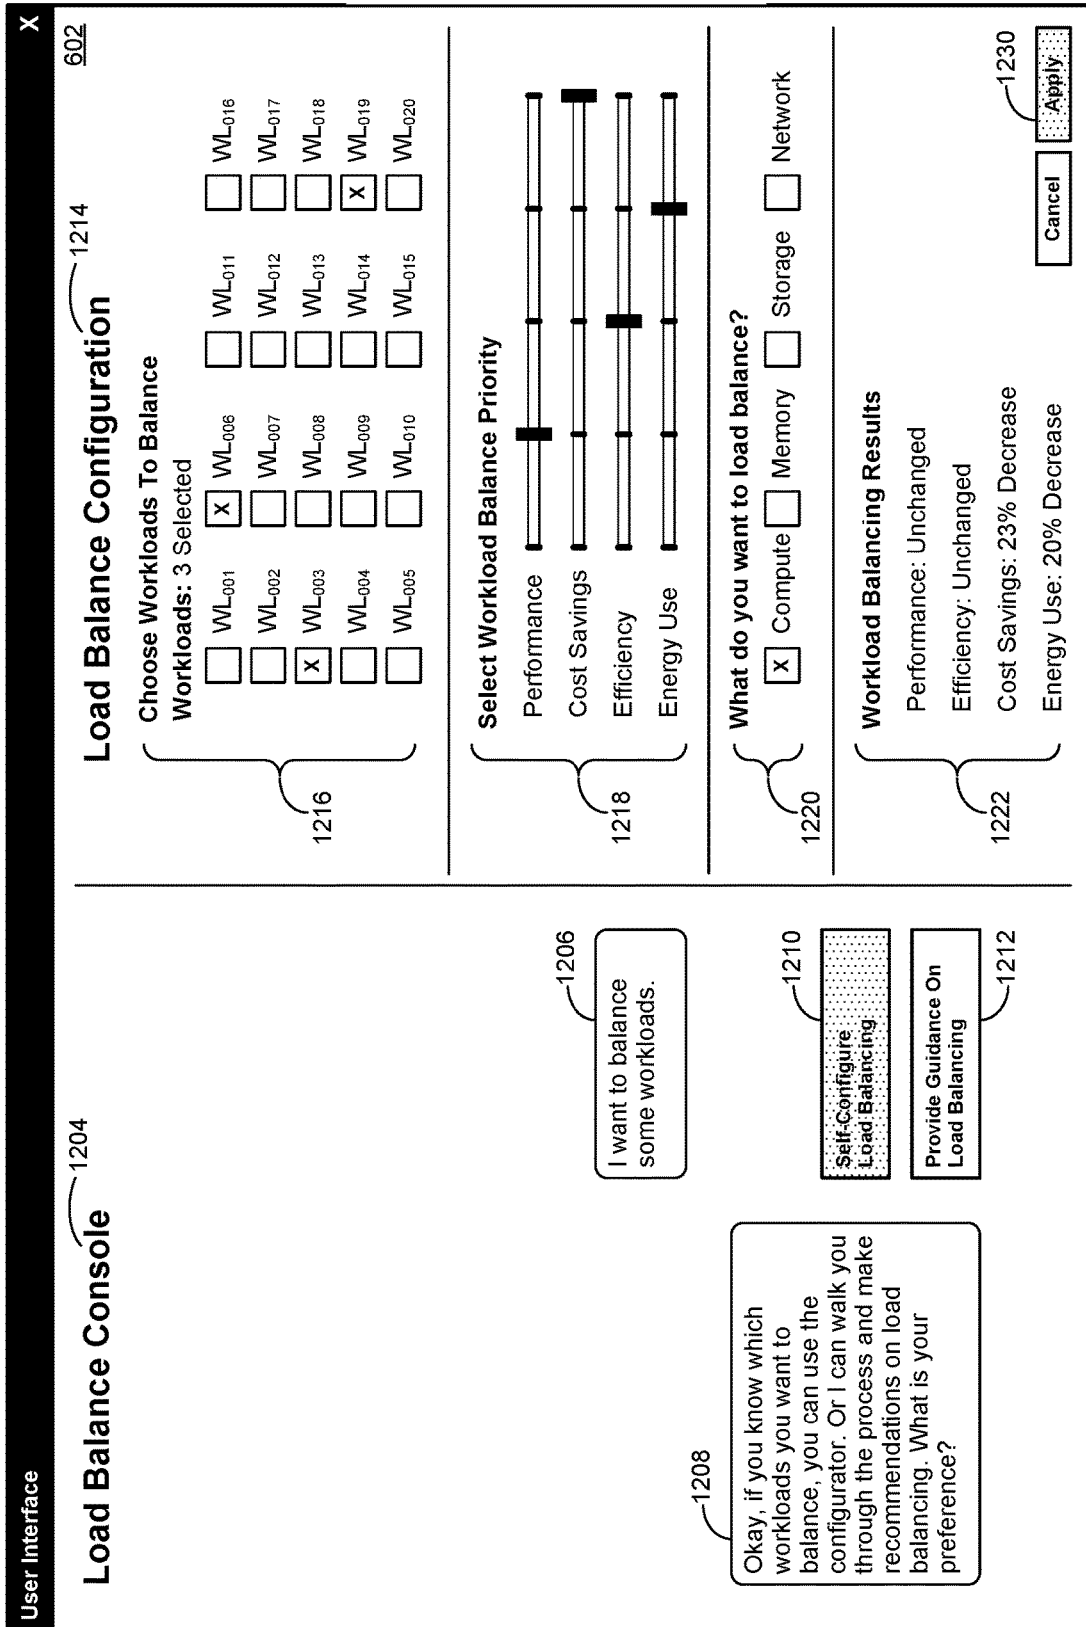 User Interface X
602
Load Balance Console
1204
I want to balance
some workloads.
1206
Okay, if you know which
workloads you want to
balance, you can use the
configurator. Or I can walk you
through the process and make
recommendations on load
balancing. What is your
preference?
1208
Self-Configure
Load Balancing
1210
Provide Guidance On
Load Balancing
1212
Load Balance Configuration
1214
Choose Workloads To Balance
Workloads: 3 Selected
WL001 X WL006 WL011 WL016
WL002 WL007 WL012 WL017
X WL003 WL008 WL013 WL018
WL004 WL009 WL014 X WL019
WL005 WL010 WL015 WL020
1216
Select Workload Balance Priority
Performance
Cost Savings
Efficiency
Energy Use
1218
What do you want to load balance?
X Compute Memory Storage Network
1220
Workload Balancing Results
Performance: Unchanged
Efficiency: Unchanged
Cost Savings: 23% Decrease
Energy Use: 20% Decrease
1222
1230
Cancel Apply